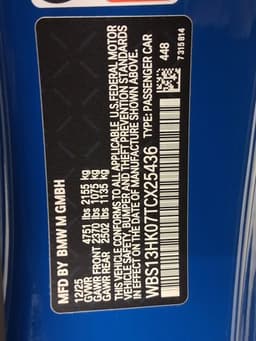 MFD BY BMW M GMBH
12/25
GVWR 4751 lbs 2155 kg
GAWR FRONT 2370 lbs 1075 kg
GAWR REAR 2502 lbs 1135 kg
THIS VEHICLE CONFORMS TO ALL APPLICABLE U.S.FEDERAL MOTOR
VEHICLE SAFETY, BUMPER AND THEFT PREVENTION STANDARDS
IN EFFECT ON THE DATE OF MANUFACTURE SHOWN ABOVE.
WBS13HK07TCX25436 TYPE: PASSENGER CAR
448
7 315 814